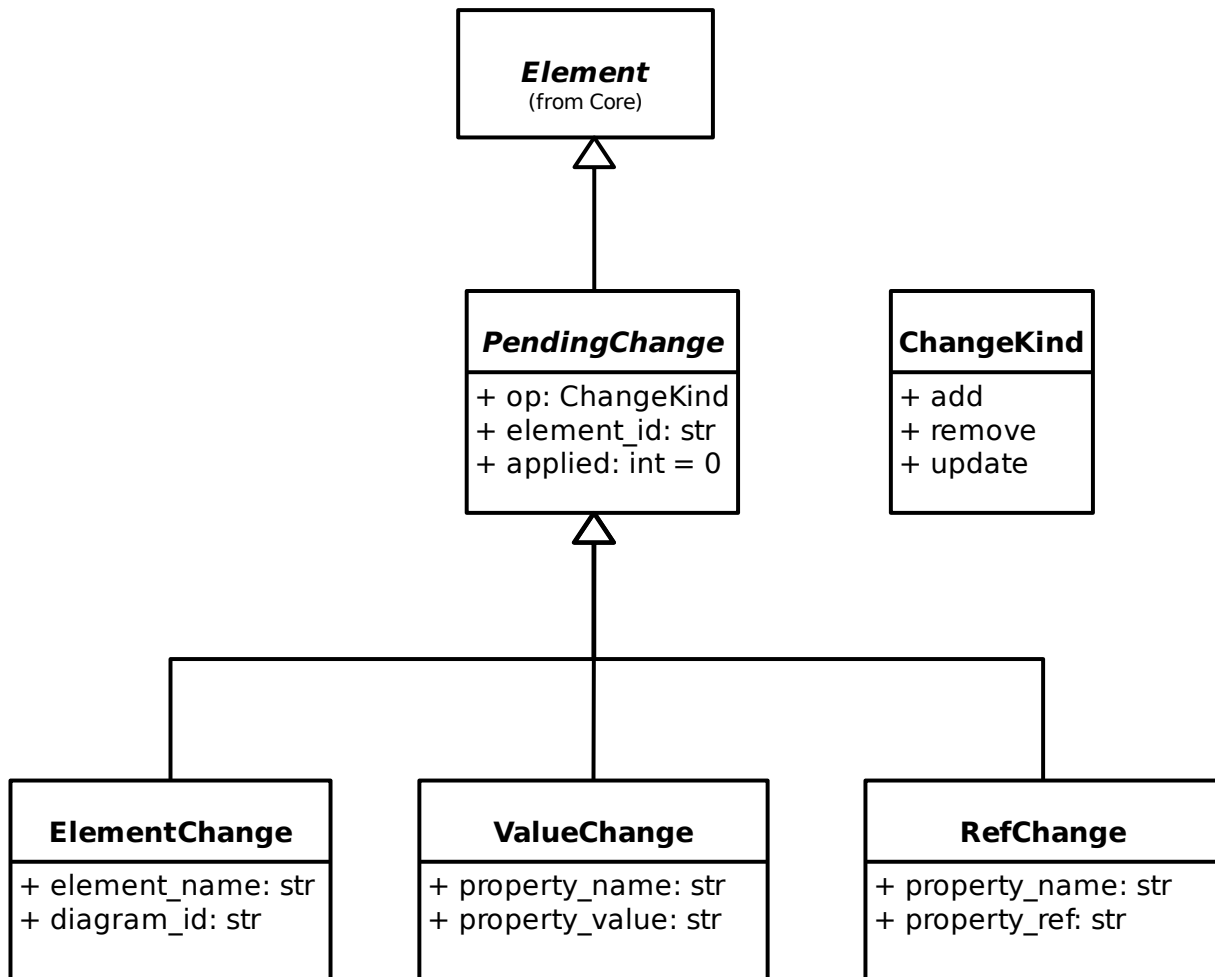 Element
(from Core)
PendingChange
+ op: ChangeKind
+ element_id: str
+ applied: int = 0
ChangeKind
+ add
+ remove
+ update
ElementChange
+ element_name: str
+ diagram_id: str
ValueChange
+ property_name: str
+ property_value: str
RefChange
+ property_name: str
+ property_ref: str